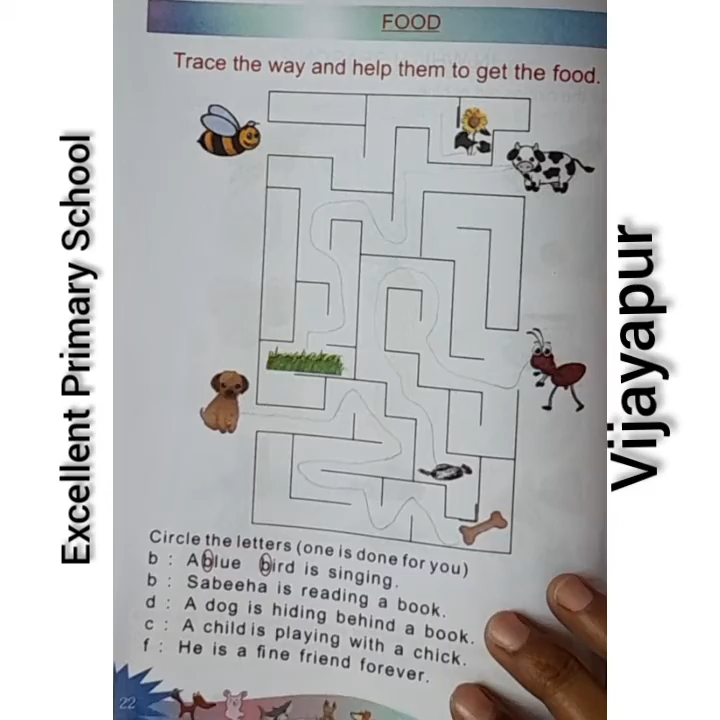 FOOD
Trace the way and help them to get the food.
Excellent Primary School
Vijayapur
Circle the letters (one is done for you)
b : A blue bird is singing.
b : Sabeeha is reading a book.
d : A dog is hiding behind a book.
c : A child is playing with a chick.
f : He is a fine friend forever.
22